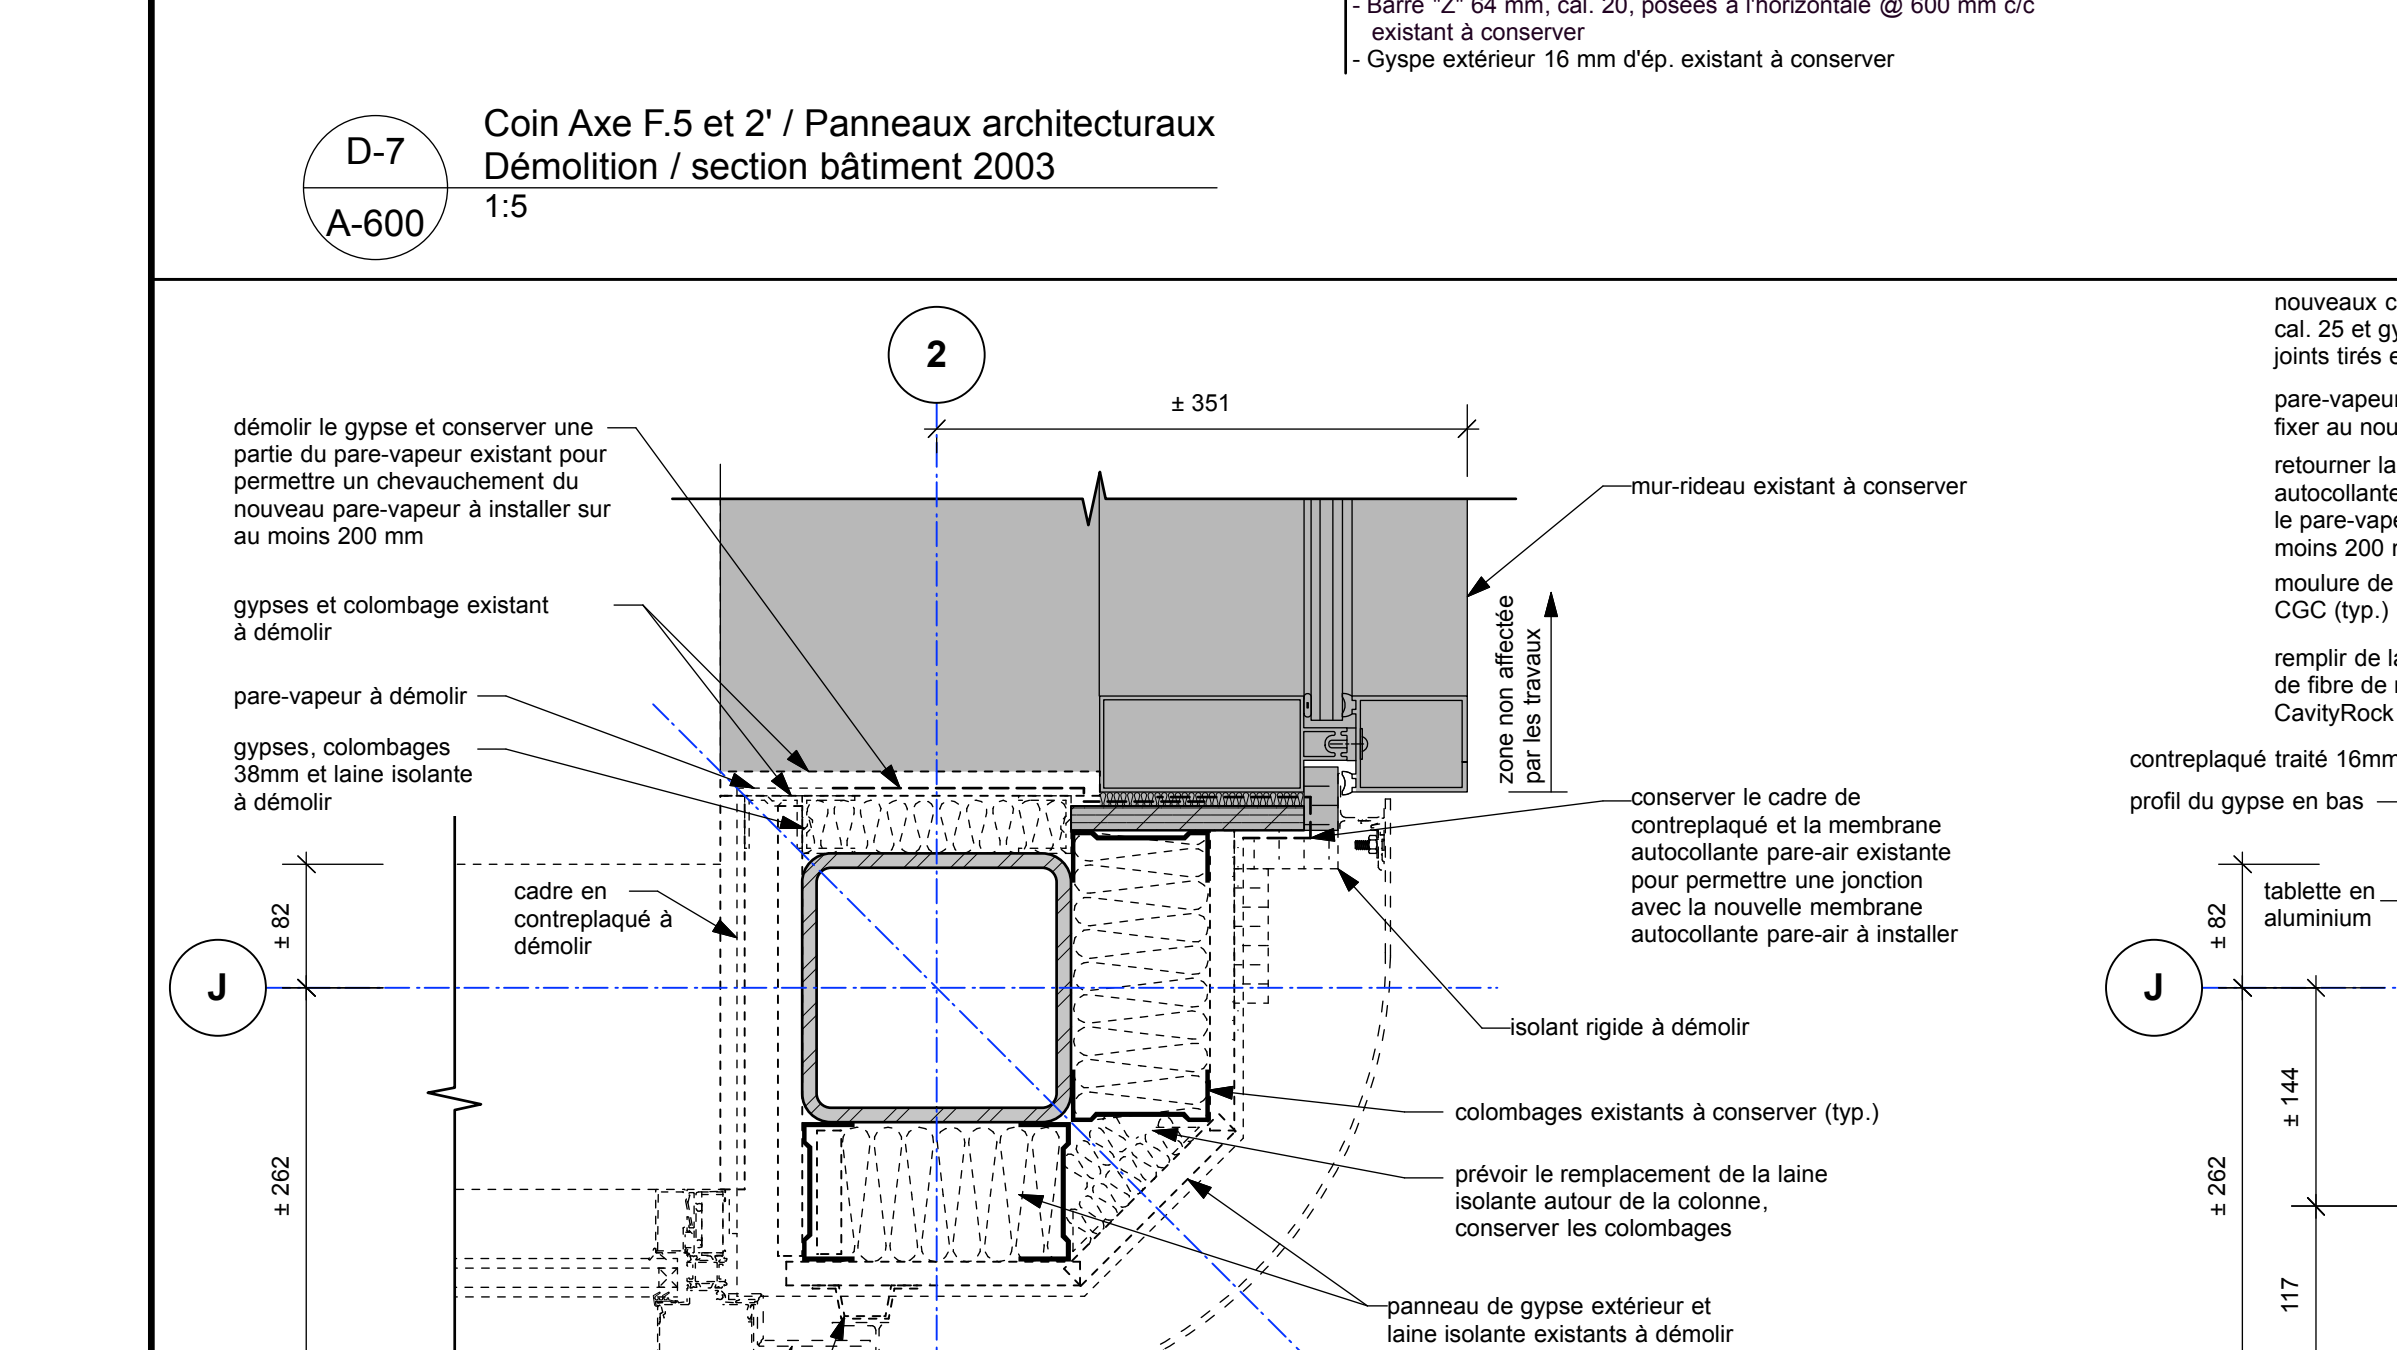 - Barre "Z" 64 mm, cal. 20, posées à l'horizontale @ 600 mm c/c
existant à conserver
- Gyspe extérieur 16 mm d'ép. existant à conserver
D-7
A-600
Coin Axe F.5 et 2' / Panneaux architecturaux
Démolition / section bâtiment 2003
1:5
2
± 351
démolir le gypse et conserver une
partie du pare-vapeur existant pour
permettre un chevauchement du
nouveau pare-vapeur à installer sur
au moins 200 mm
gypses et colombage existant
à démolir
pare-vapeur à démolir
gypses, colombages
38mm et laine isolante
à démolir
cadre en
contreplaqué à
démolir
± 82
J
± 262
mur-rideau existant à conserver
zone non affectée
par les travaux
conserver le cadre de
contreplaqué et la membrane
autocollante pare-air existante
pour permettre une jonction
avec la nouvelle membrane
autocollante pare-air à installer
isolant rigide à démolir
colombages existants à conserver (typ.)
prévoir le remplacement de la laine
isolante autour de la colonne,
conserver les colombages
panneau de gypse extérieur et
laine isolante existants à démolir
nouveaux
cal. 25 et
joints tirés
pare-vapeur
fixer au
retourner la
autocollante
le
moins 200
moulure de
CGC (typ.)
remplir de
de fibre de
CavityRock
contreplaqué traité 16mm
profil du gypse en bas
tablette en
aluminium
± 82
J
± 144
± 262
117